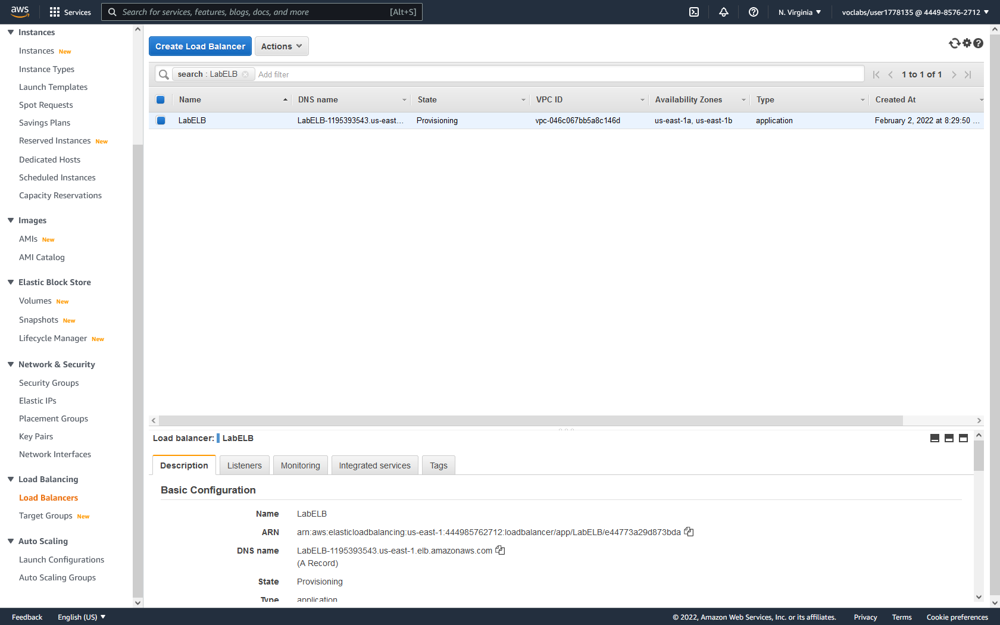 aws
Services
Search for services, features, blogs, docs, and more
[Alt+S]
N. Virginia
voclabs/user1778135 @ 4449-8576-2712
Instances
Instances New
Instance Types
Launch Templates
Spot Requests
Savings Plans
Reserved Instances New
Dedicated Hosts
Scheduled Instances
Capacity Reservations
Images
AMIs New
AMI Catalog
Elastic Block Store
Volumes New
Snapshots New
Lifecycle Manager New
Network & Security
Security Groups
Elastic IPs
Placement Groups
Key Pairs
Network Interfaces
Load Balancing
Load Balancers
Target Groups New
Auto Scaling
Launch Configurations
Auto Scaling Groups
Create Load Balancer
Actions
search : LabELB
Add filter
1 to 1 of 1
Name DNS name State VPC ID Availability Zones Type Created At
LabELB LabELB-1195393543.us-east... Provisioning vpc-046c067bb5a8c146d us-east-1a, us-east-1b application February 2, 2022 at 8:29:50 ...
Load balancer: LabELB
Description Listeners Monitoring Integrated services Tags
Basic Configuration
Name LabELB
ARN arn:aws:elasticloadbalancing:us-east-1:444985762712:loadbalancer/app/LabELB/e44773a29d873bda
DNS name LabELB-1195393543.us-east-1.elb.amazonaws.com
(A Record)
State Provisioning
Type application
Feedback English (US)
© 2022, Amazon Web Services, Inc. or its affiliates. Privacy Terms Cookie preferences